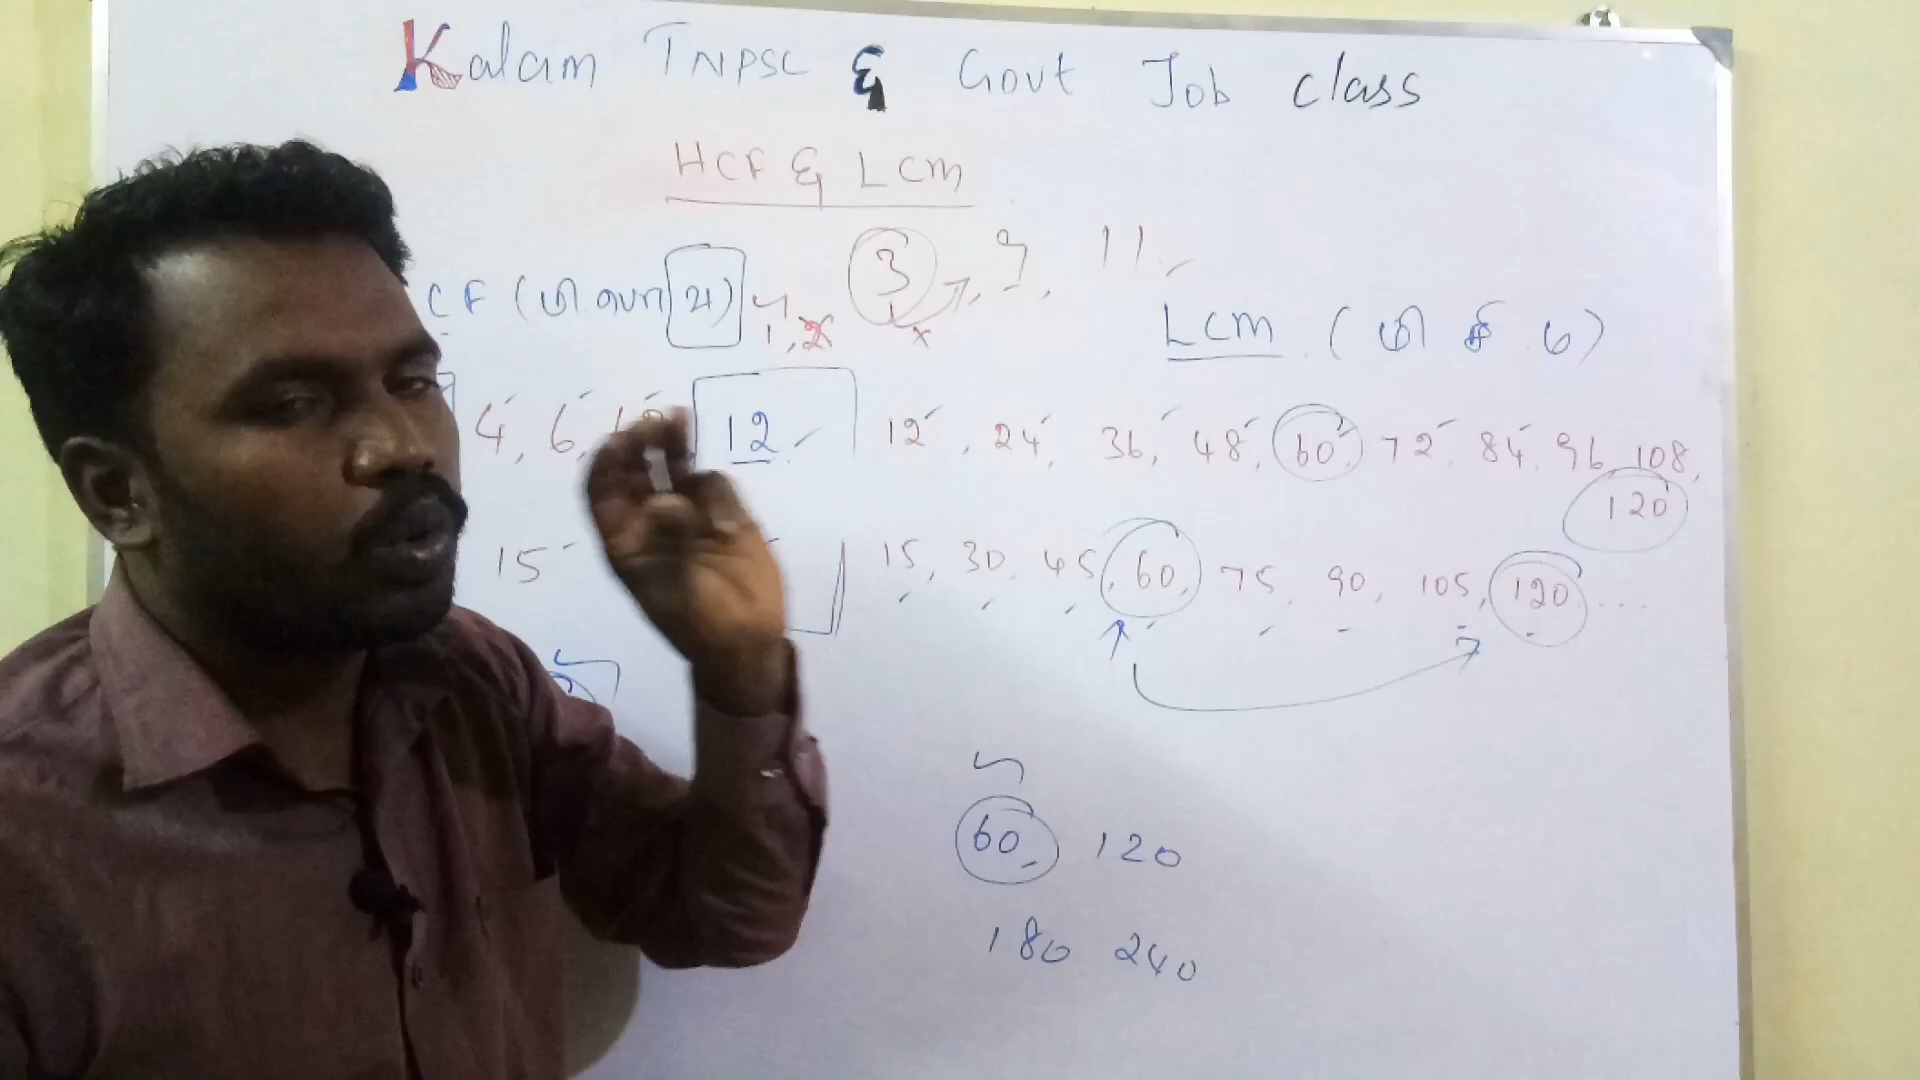 Kalam TNPSC & Govt Job class
HCF & LCM
3, 9, 11,
CF (மீ பொ வ)
1, 2
LCM (மீ சி ம)
4, 6, 12, 12
12, 24, 36, 48, 60, 72, 84, 96, 108,
120
15
15, 30, 45, 60, 75, 90, 105, 120 ....
60, 120
180 240